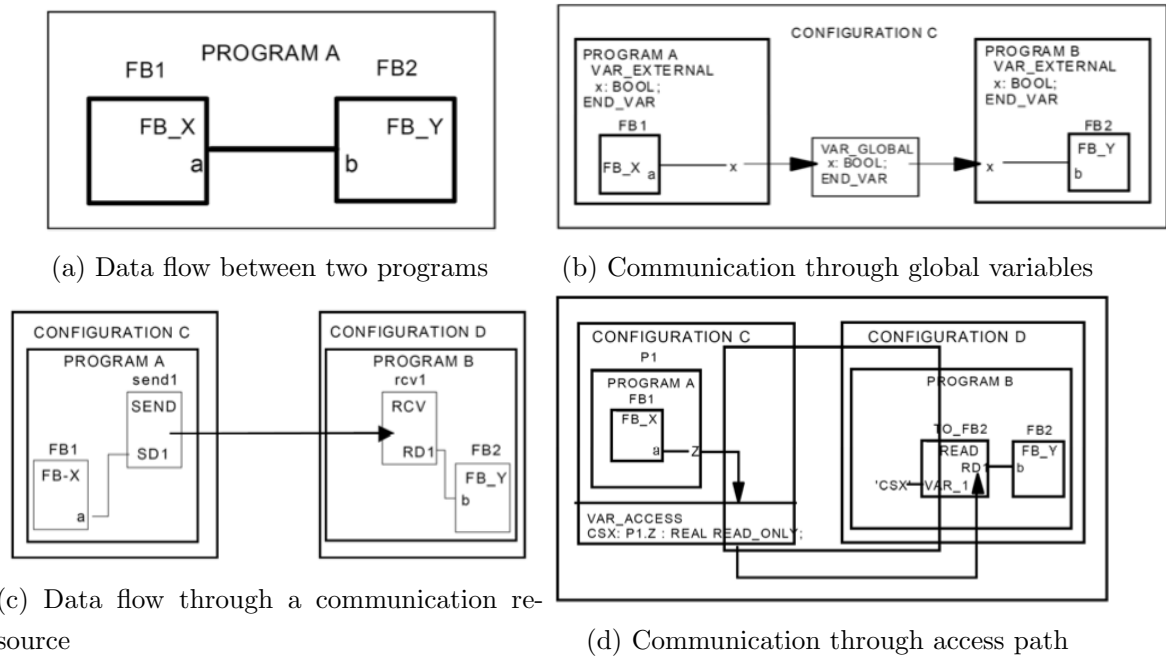 PROGRAM A
FB1
FB2
FB_X
FB_Y
a
b
(a) Data flow between two programs
CONFIGURATION C
PROGRAM A
VAR_EXTERNAL
x: BOOL;
END_VAR
FB1
FB_X
a
x
VAR_GLOBAL
x: BOOL;
END_VAR
PROGRAM B
VAR_EXTERNAL
x: BOOL;
END_VAR
FB2
FB_Y
x
b
(b) Communication through global variables
CONFIGURATION C
PROGRAM A
send1
SEND
FB1
SD1
FB-X
a
CONFIGURATION D
PROGRAM B
rcv1
RCV
RD1
FB2
FB_Y
b
(c) Data flow through a communication re-
source
CONFIGURATION C
P1
PROGRAM A
FB1
FB_X
a
Z
VAR_ACCESS
CSX: P1.Z : REAL READ_ONLY;
CONFIGURATION D
PROGRAM B
TO_FB2
FB2
READ
FB_Y
RD1
b
'CSX'
VAR_1
(d) Communication through access path